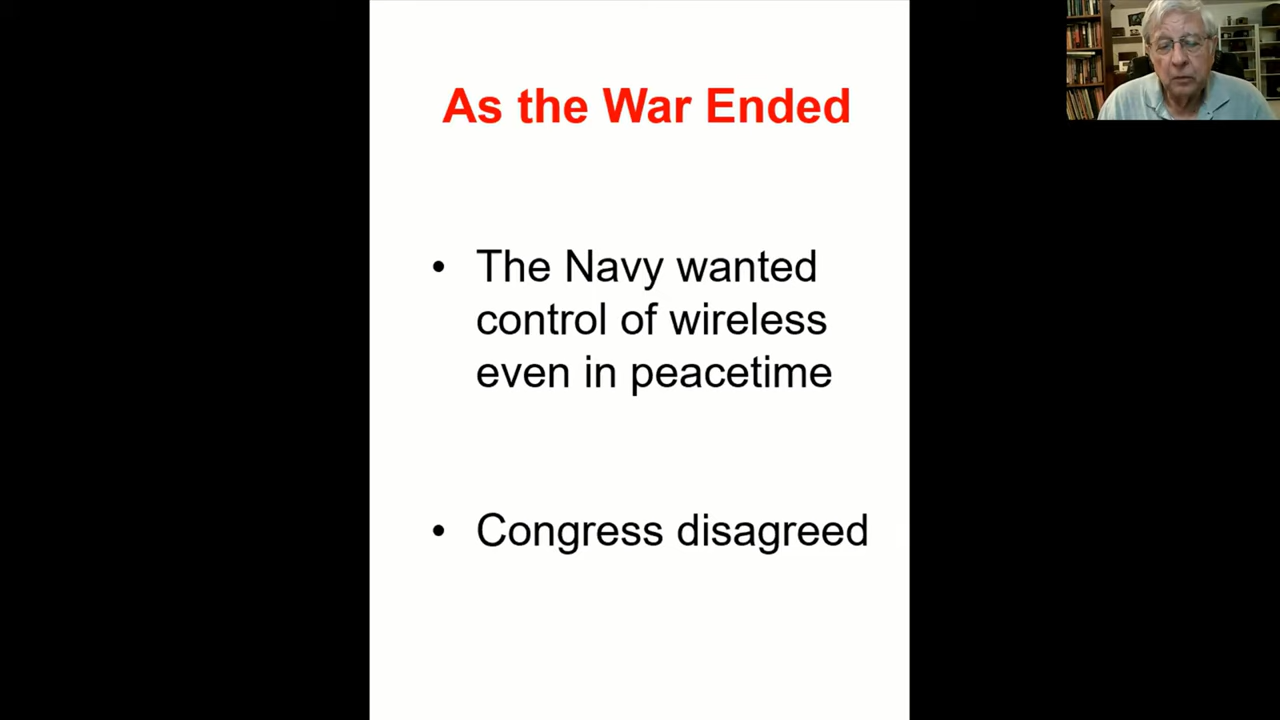 As the War Ended
• The Navy wanted
control of wireless
even in peacetime
• Congress disagreed